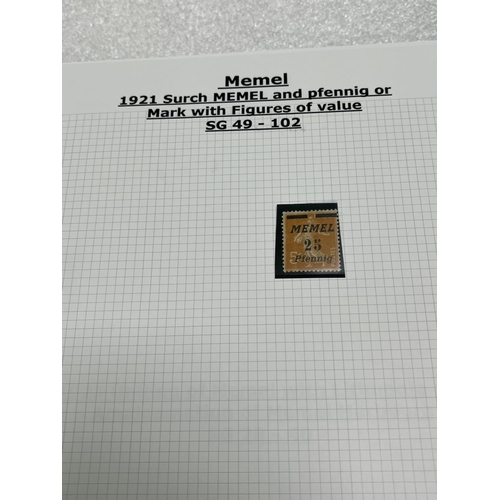 Memel
1921 Surch MEMEL and pfennig or
Mark with Figures of value
SG 49 - 102
MEMEL
25
Pfennig